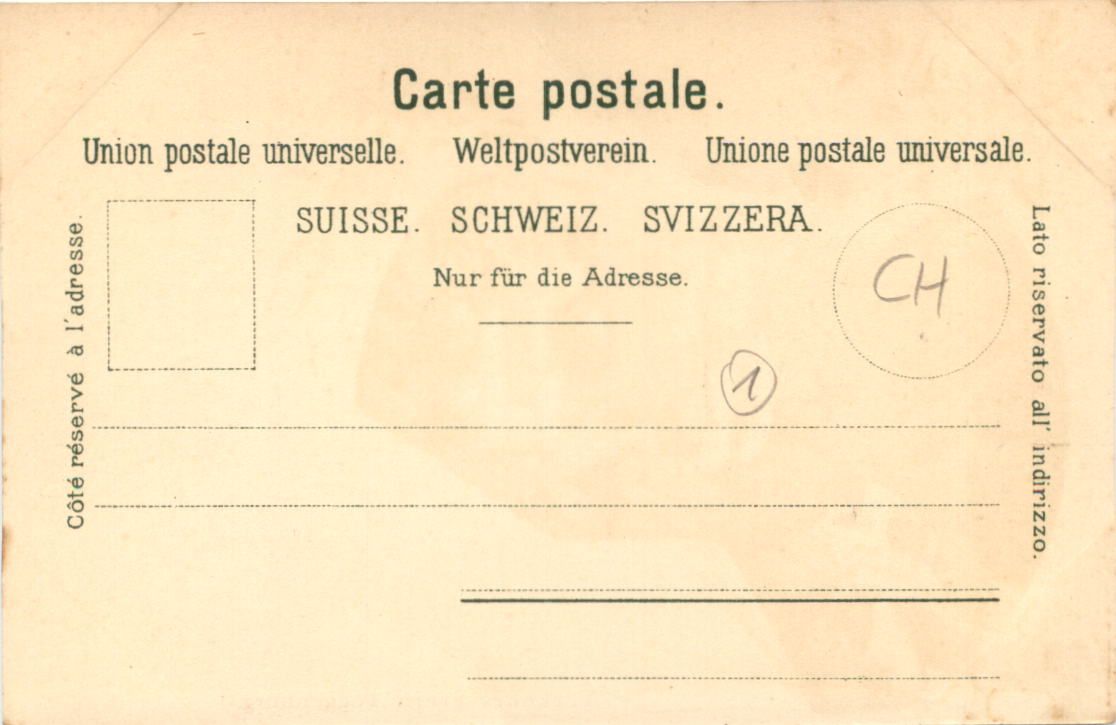 Carte postale.
Union postale universelle. Weltpostverein. Unione postale universale.
SUISSE. SCHWEIZ. SVIZZERA.
Nur für die Adresse.
Côté réservé à l'adresse.
Lato riservato all' indirizzo.
CH
1